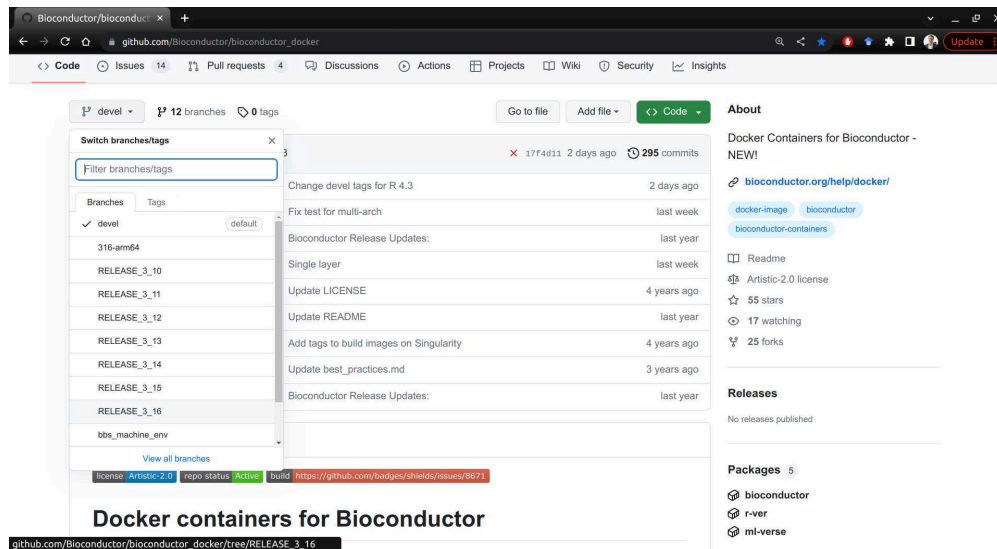 Bioconductor/bioconduct × +
github.com/Bioconductor/bioconductor_docker Update
<> Code Issues 14 Pull requests 4 Discussions Actions Projects Wiki Security Insights
devel 12 branches 0 tags Go to file Add file <> Code
Switch branches/tags ×
Filter branches/tags
Branches Tags
devel default
316-arm64
RELEASE_3_10
RELEASE_3_11
RELEASE_3_12
RELEASE_3_13
RELEASE_3_14
RELEASE_3_15
RELEASE_3_16
bbs_machine_env
View all branches
3 17f4d11 2 days ago 295 commits
Change devel tags for R 4.3 2 days ago
Fix test for multi-arch last week
Bioconductor Release Updates: last year
Single layer last week
Update LICENSE 4 years ago
Update README last year
Add tags to build images on Singularity 4 years ago
Update best_practices.md 3 years ago
Bioconductor Release Updates: last year
license Artistic-2.0 repo status Active build https://github.com/badges/shields/issues/8671
Docker containers for Bioconductor
About
Docker Containers for Bioconductor -
NEW!
bioconductor.org/help/docker/
docker-image bioconductor
bioconductor-containers
Readme
Artistic-2.0 license
55 stars
17 watching
25 forks
Releases
No releases published
Packages 5
bioconductor
r-ver
ml-verse
github.com/Bioconductor/bioconductor_docker/tree/RELEASE_3_16